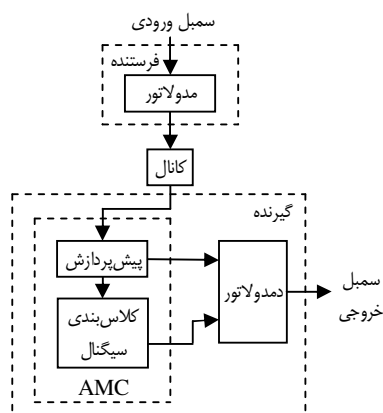 سمبل ورودی
فرستنده
مدولاتور
کانال
گیرنده
پیش‌پردازش
دمدولاتور
سمبل
خروجی
کلاس‌بندی
سیگنال
AMC